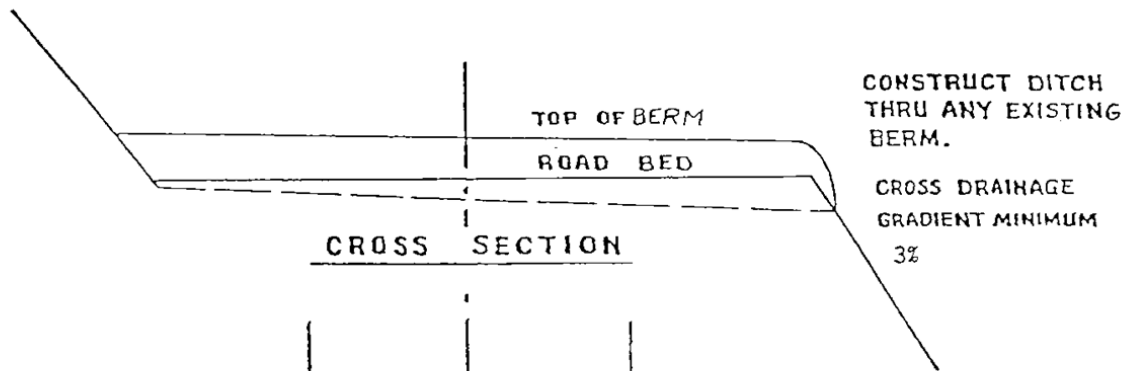 TOP OF BERM
ROAD BED
CROSS SECTION
CONSTRUCT DITCH
THRU ANY EXISTING
BERM.
CROSS DRAINAGE
GRADIENT MINIMUM
3%